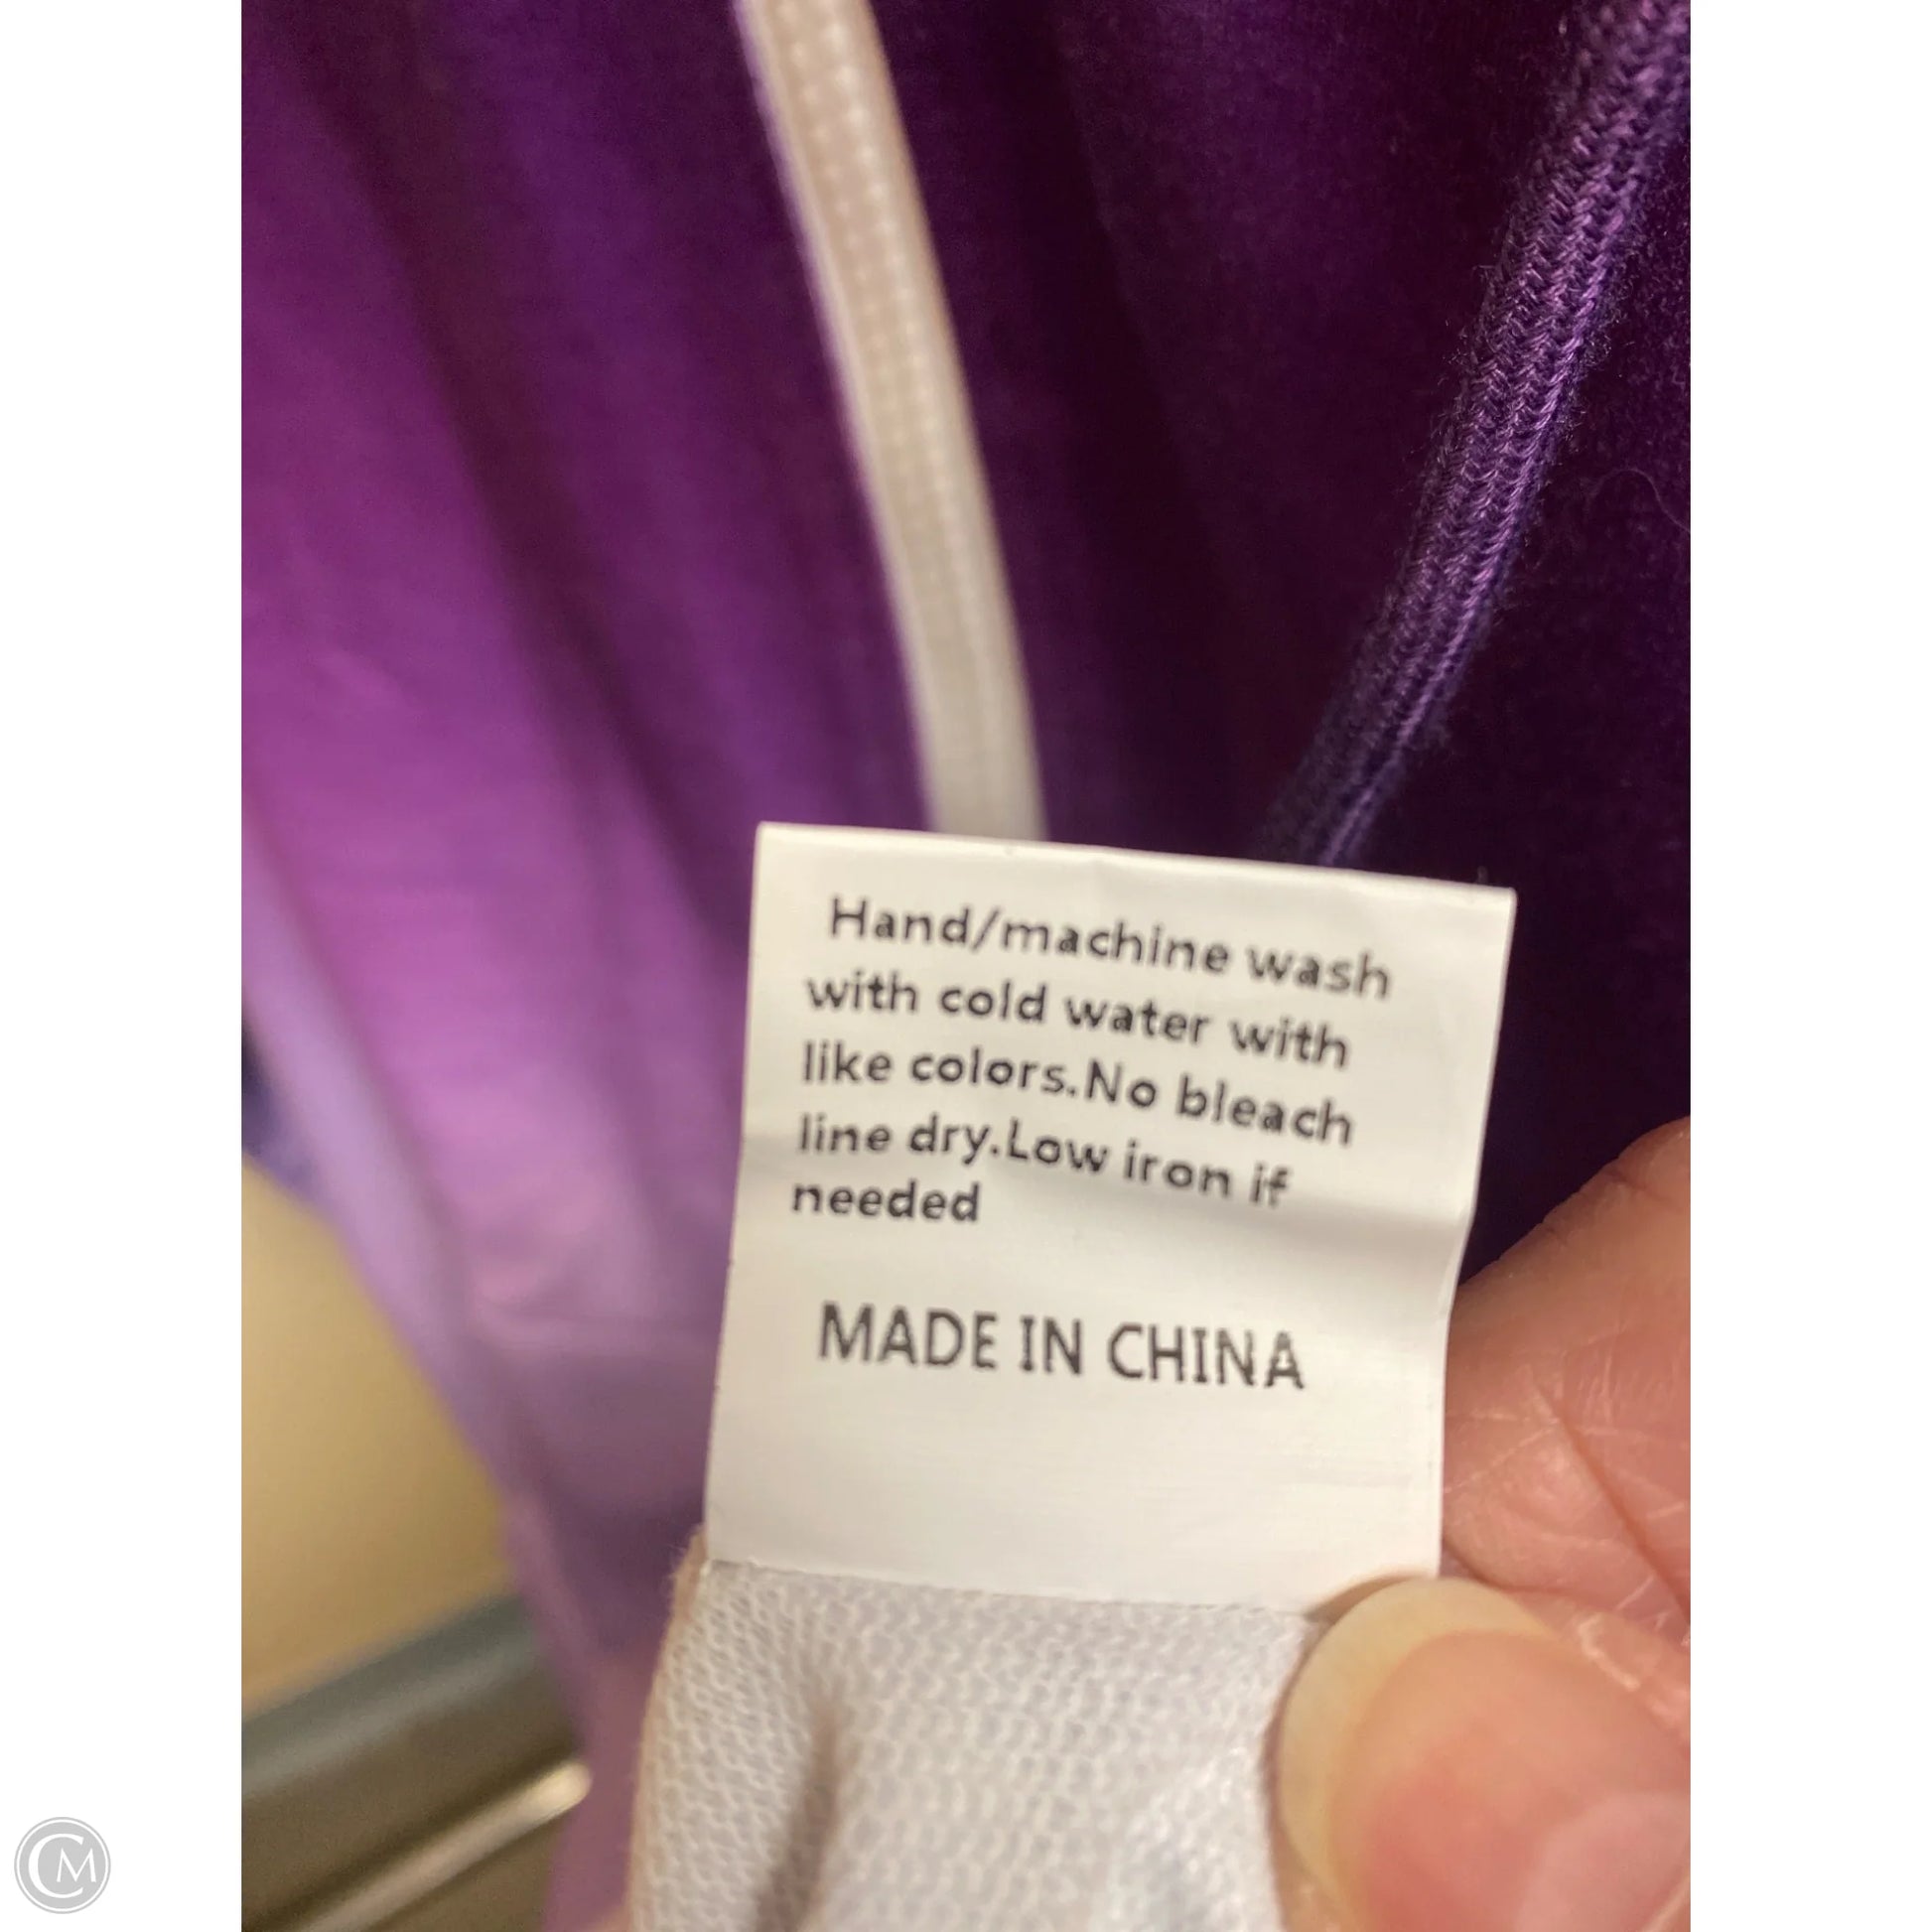 Hand/machine wash
with cold water with
like colors.No bleach
line dry.Low iron if
needed
MADE IN CHINA
CM